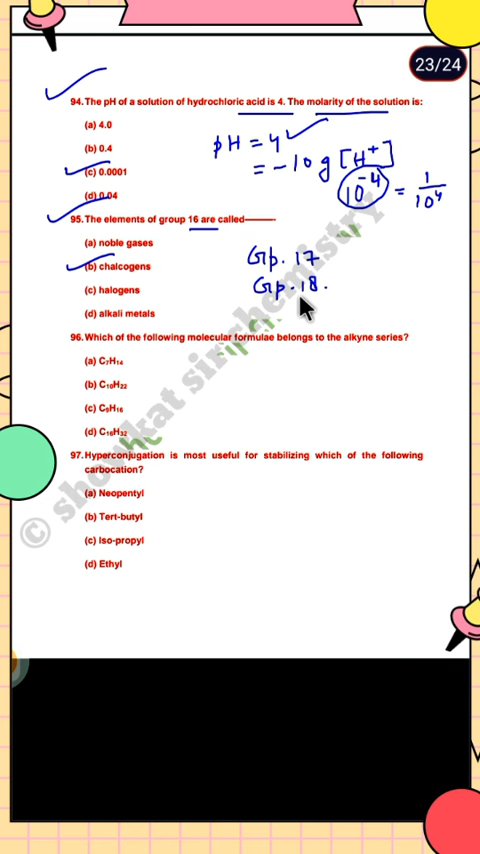 23/24
94. The pH of a solution of hydrochloric acid is 4. The molarity of the solution is:
(a) 4.0
(b) 0.4
(c) 0.0001
(d) 0.04
pH = 4
= -log [H+]
10⁻⁴ = 1/10⁴
95. The elements of group 16 are called———
(a) noble gases
(b) chalcogens
(c) halogens
(d) alkali metals
Gp. 17
Gp. 18.
96. Which of the following molecular formulae belongs to the alkyne series?
(a) C₇H₁₄
(b) C₁₀H₂₂
(c) C₉H₁₆
(d) C₁₆H₃₂
97. Hyperconjugation is most useful for stabilizing which of the following
carbocation?
(a) Neopentyl
(b) Tert-butyl
(c) Iso-propyl
(d) Ethyl
© showkat sir chemistry